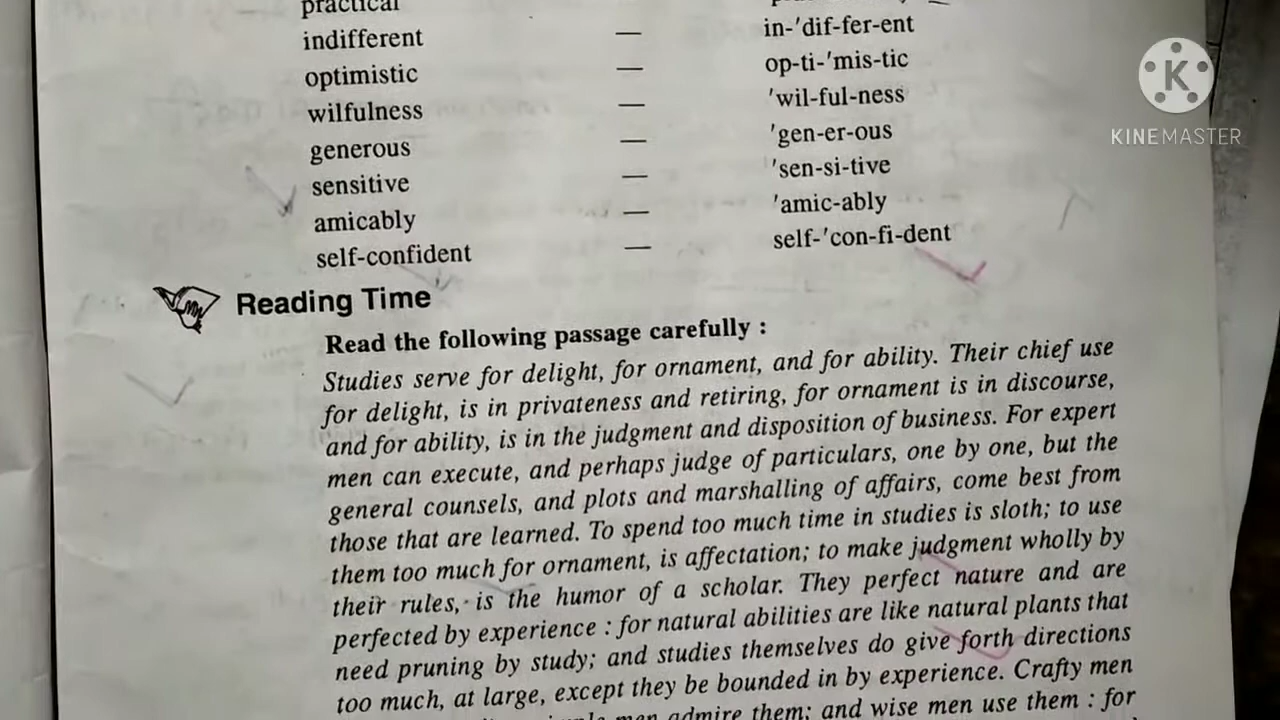 practical
indifferent — in-'dif-fer-ent
optimistic — op-ti-'mis-tic
wilfulness — 'wil-ful-ness
generous — 'gen-er-ous
sensitive — 'sen-si-tive
amicably — 'amic-ably
self-confident — self-'con-fi-dent
K
KINEMASTER
Reading Time
Read the following passage carefully :
Studies serve for delight, for ornament, and for ability. Their chief use
for delight, is in privateness and retiring, for ornament is in discourse,
and for ability, is in the judgment and disposition of business. For expert
men can execute, and perhaps judge of particulars, one by one, but the
general counsels, and plots and marshalling of affairs, come best from
those that are learned. To spend too much time in studies is sloth; to use
them too much for ornament, is affectation; to make judgment wholly by
their rules, is the humor of a scholar. They perfect nature and are
perfected by experience : for natural abilities are like natural plants that
need pruning by study; and studies themselves do give forth directions
too much, at large, except they be bounded in by experience. Crafty men
men admire them; and wise men use them : for